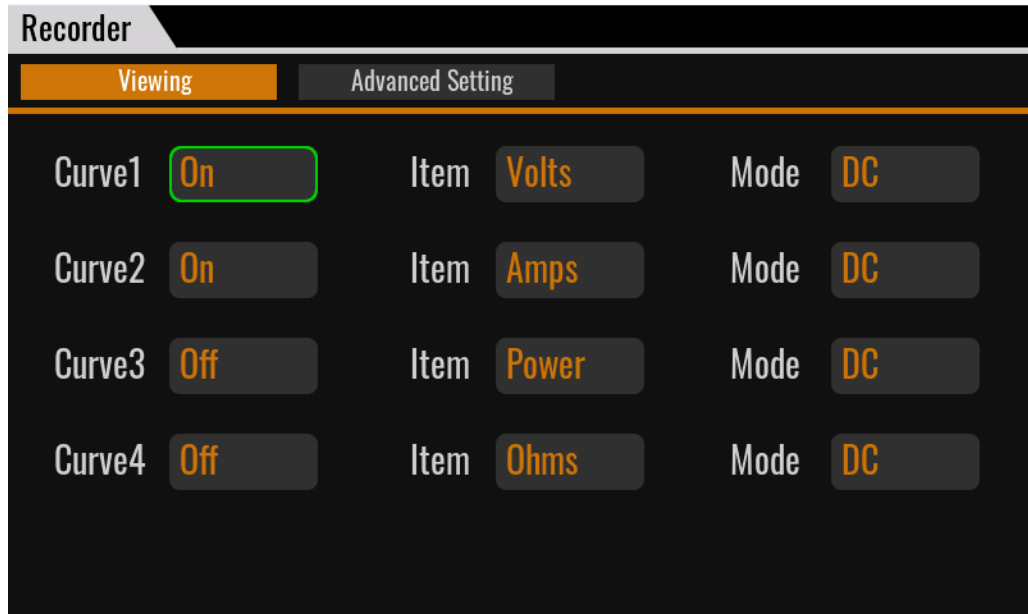 Recorder
Viewing Advanced Setting
Curve1 On Item Volts Mode DC
Curve2 On Item Amps Mode DC
Curve3 Off Item Power Mode DC
Curve4 Off Item Ohms Mode DC